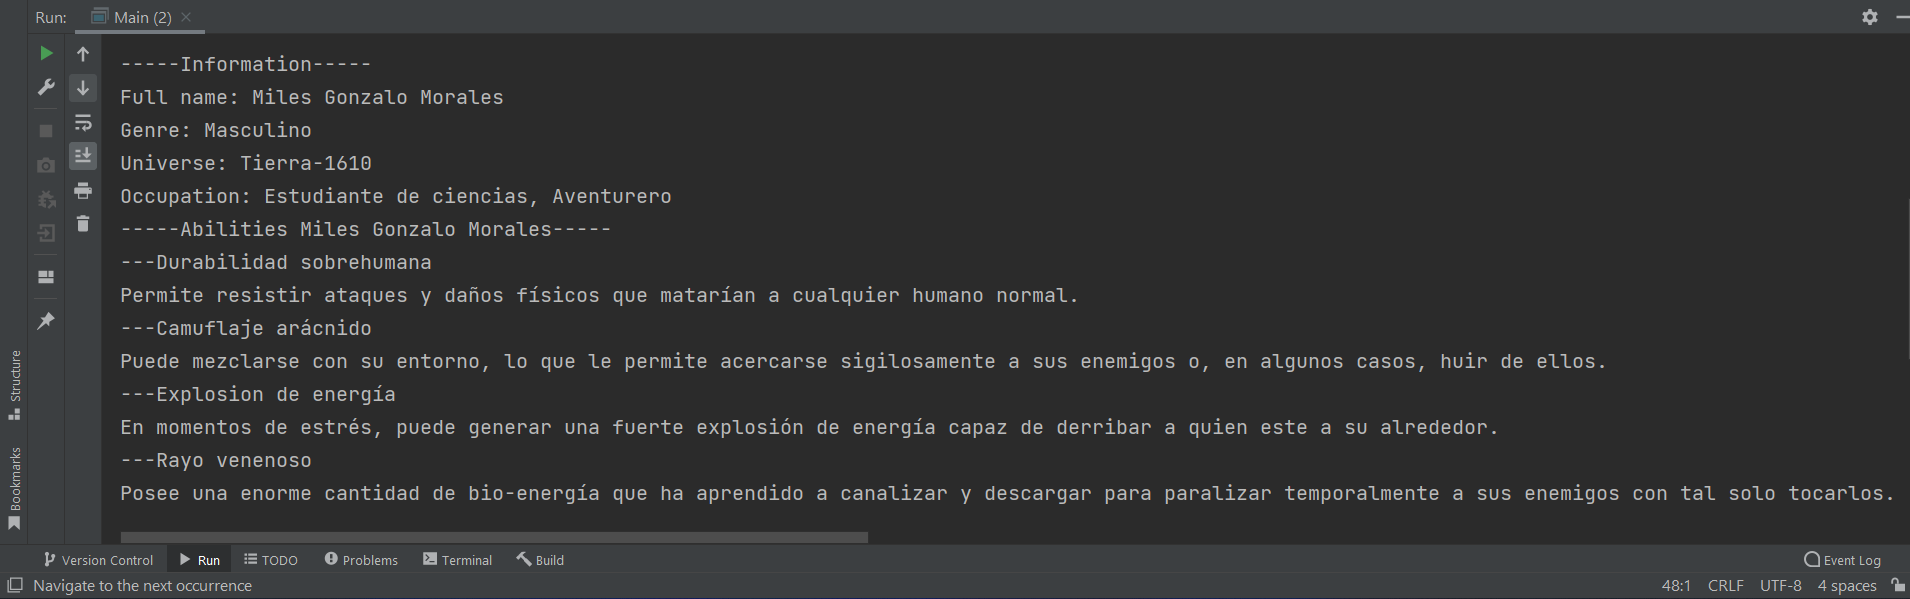 Run: Main (2)
-----Information-----
Full name: Miles Gonzalo Morales
Genre: Masculino
Universe: Tierra-1610
Occupation: Estudiante de ciencias, Aventurero
-----Abilities Miles Gonzalo Morales-----
---Durabilidad sobrehumana
Permite resistir ataques y daños físicos que matarían a cualquier humano normal.
---Camuflaje arácnido
Puede mezclarse con su entorno, lo que le permite acercarse sigilosamente a sus enemigos o, en algunos casos, huir de ellos.
---Explosion de energía
En momentos de estrés, puede generar una fuerte explosión de energía capaz de derribar a quien este a su alrededor.
---Rayo venenoso
Posee una enorme cantidad de bio-energía que ha aprendido a canalizar y descargar para paralizar temporalmente a sus enemigos con tal solo tocarlos.
Structure
Bookmarks
Version Control Run TODO Problems Terminal Build Event Log
Navigate to the next occurrence 48:1 CRLF UTF-8 4 spaces